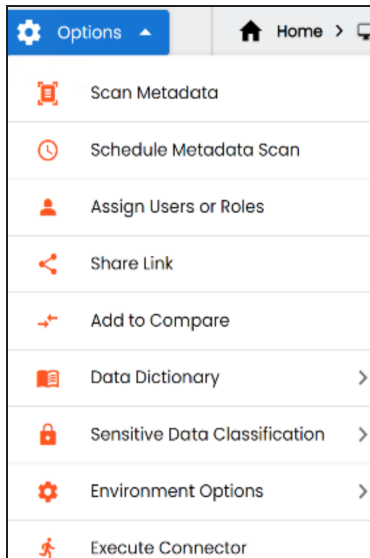 Options
Home >
Scan Metadata
Schedule Metadata Scan
Assign Users or Roles
Share Link
Add to Compare
Data Dictionary
Sensitive Data Classification
Environment Options
Execute Connector